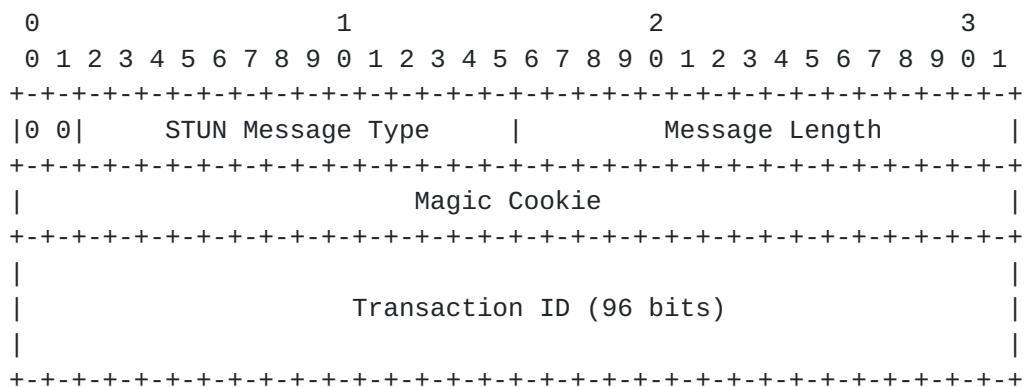 0                   1                   2                   3
 0 1 2 3 4 5 6 7 8 9 0 1 2 3 4 5 6 7 8 9 0 1 2 3 4 5 6 7 8 9 0 1
+-+-+-+-+-+-+-+-+-+-+-+-+-+-+-+-+-+-+-+-+-+-+-+-+-+-+-+-+-+-+-+-+
|0 0|     STUN Message Type     |         Message Length        |
+-+-+-+-+-+-+-+-+-+-+-+-+-+-+-+-+-+-+-+-+-+-+-+-+-+-+-+-+-+-+-+-+
|                         Magic Cookie                          |
+-+-+-+-+-+-+-+-+-+-+-+-+-+-+-+-+-+-+-+-+-+-+-+-+-+-+-+-+-+-+-+-+
|                                                               |
|                     Transaction ID (96 bits)                  |
|                                                               |
+-+-+-+-+-+-+-+-+-+-+-+-+-+-+-+-+-+-+-+-+-+-+-+-+-+-+-+-+-+-+-+-+